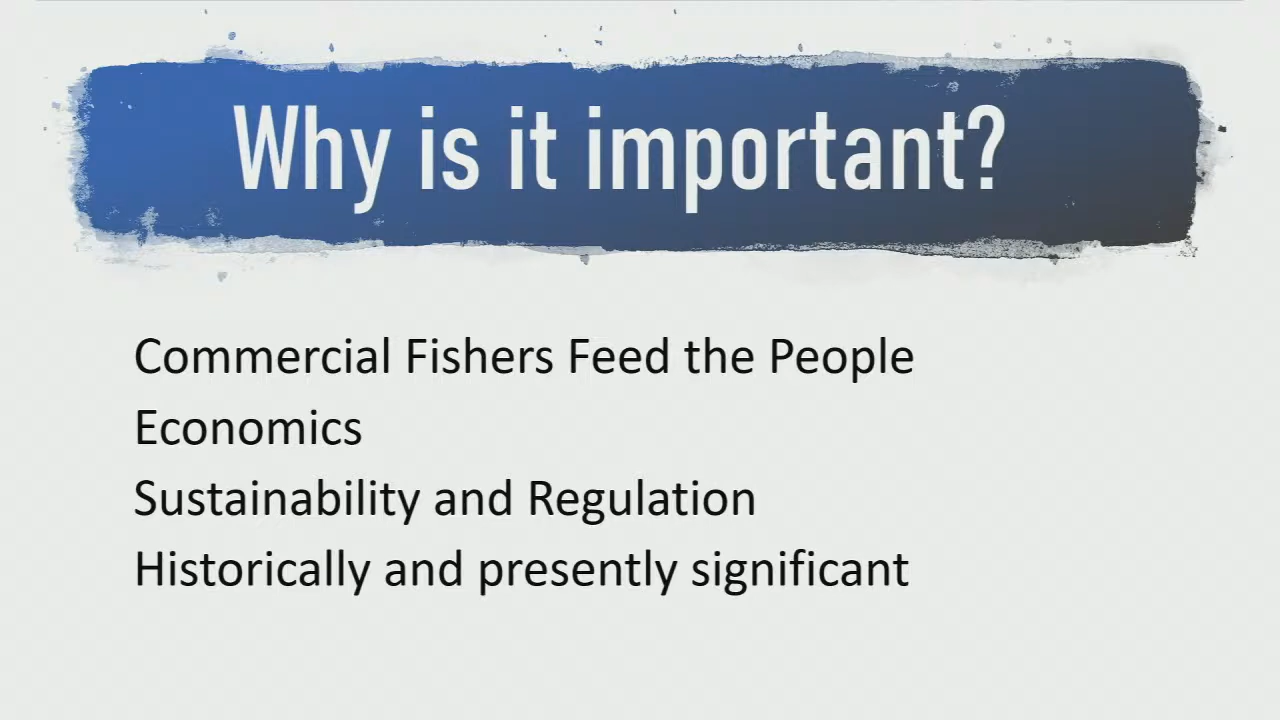 Why is it important?
Commercial Fishers Feed the People
Economics
Sustainability and Regulation
Historically and presently significant